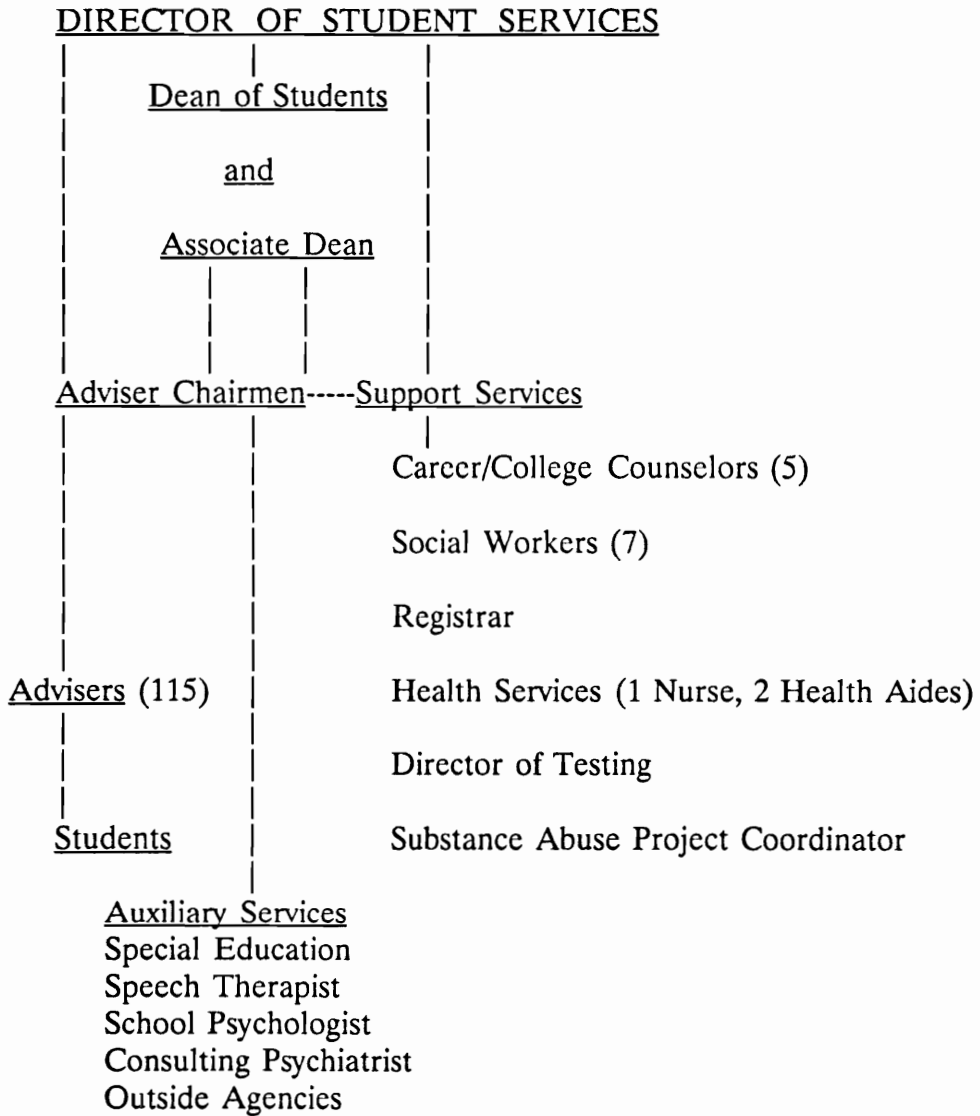 DIRECTOR OF STUDENT SERVICES
Dean of Students
and
Associate Dean
Adviser Chairmen-----Support Services
Career/College Counselors (5)
Social Workers (7)
Registrar
Advisers (115)
Health Services (1 Nurse, 2 Health Aides)
Director of Testing
Students
Substance Abuse Project Coordinator
Auxiliary Services
Special Education
Speech Therapist
School Psychologist
Consulting Psychiatrist
Outside Agencies